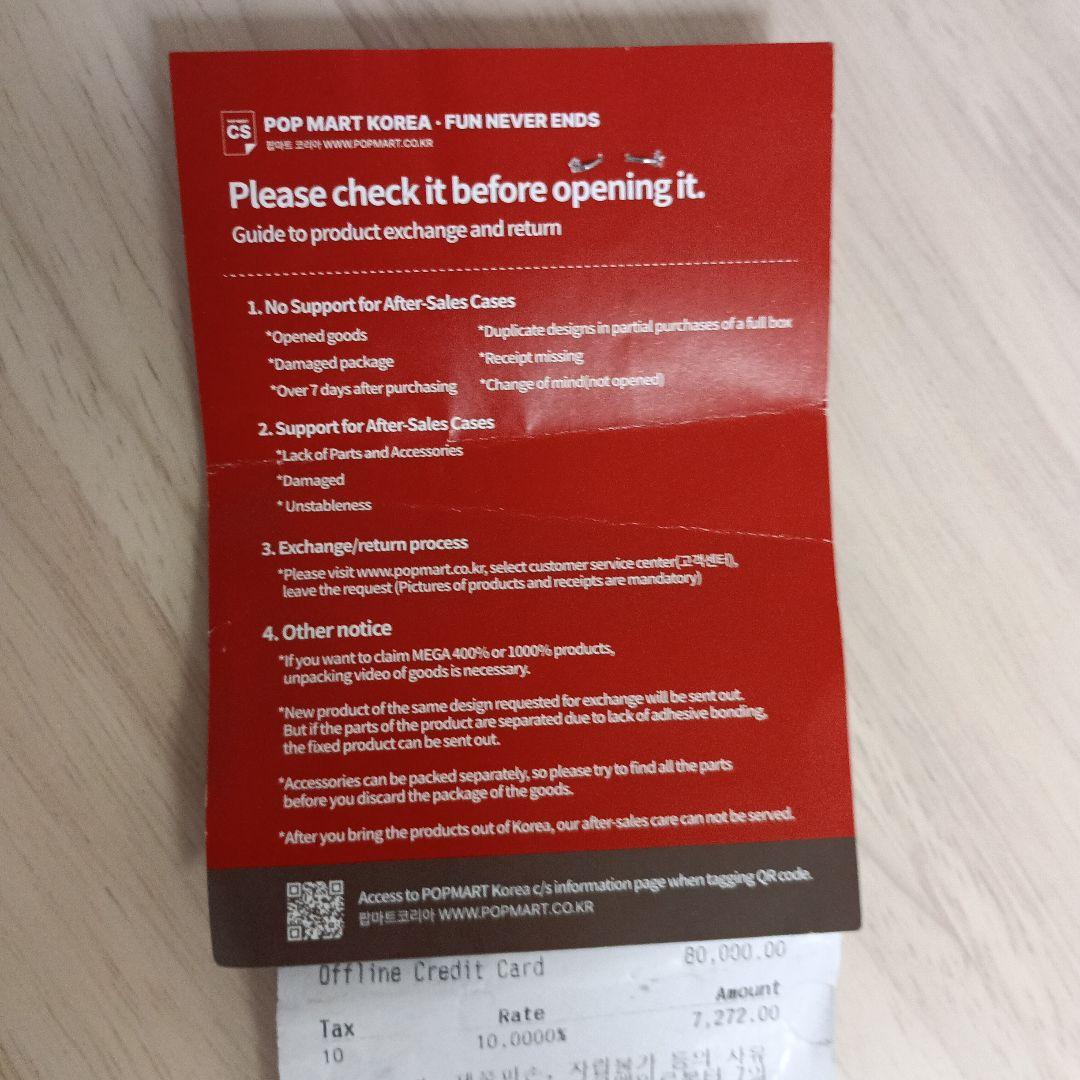 CS
POP MART KOREA · FUN NEVER ENDS
팝마트 코리아 WWW.POPMART.CO.KR
Please check it before opening it.
Guide to product exchange and return
1. No Support for After-Sales Cases
*Opened goods
*Duplicate designs in partial purchases of a full box
*Damaged package
*Receipt missing
*Over 7 days after purchasing
*Change of mind(not opened)
2. Support for After-Sales Cases
*Lack of Parts and Accessories
*Damaged
* Unstableness
3. Exchange/return process
*Please visit www.popmart.co.kr, select customer service center(고객센터),
leave the request (Pictures of products and receipts are mandatory)
4. Other notice
*If you want to claim MEGA 400% or 1000% products,
unpacking video of goods is necessary.
*New product of the same design requested for exchange will be sent out.
But if the parts of the product are separated due to lack of adhesive bonding,
the fixed product can be sent out.
*Accessories can be packed separately, so please try to find all the parts
before you discard the package of the goods.
*After you bring the products out of Korea, our after-sales care can not be served.
Access to POPMART Korea c/s information page when tagging QR code.
팝마트코리아 WWW.POPMART.CO.KR
Offline Credit Card 80,000.00
Tax Rate Amount
10 10.0000% 7,272.00
등의 사유